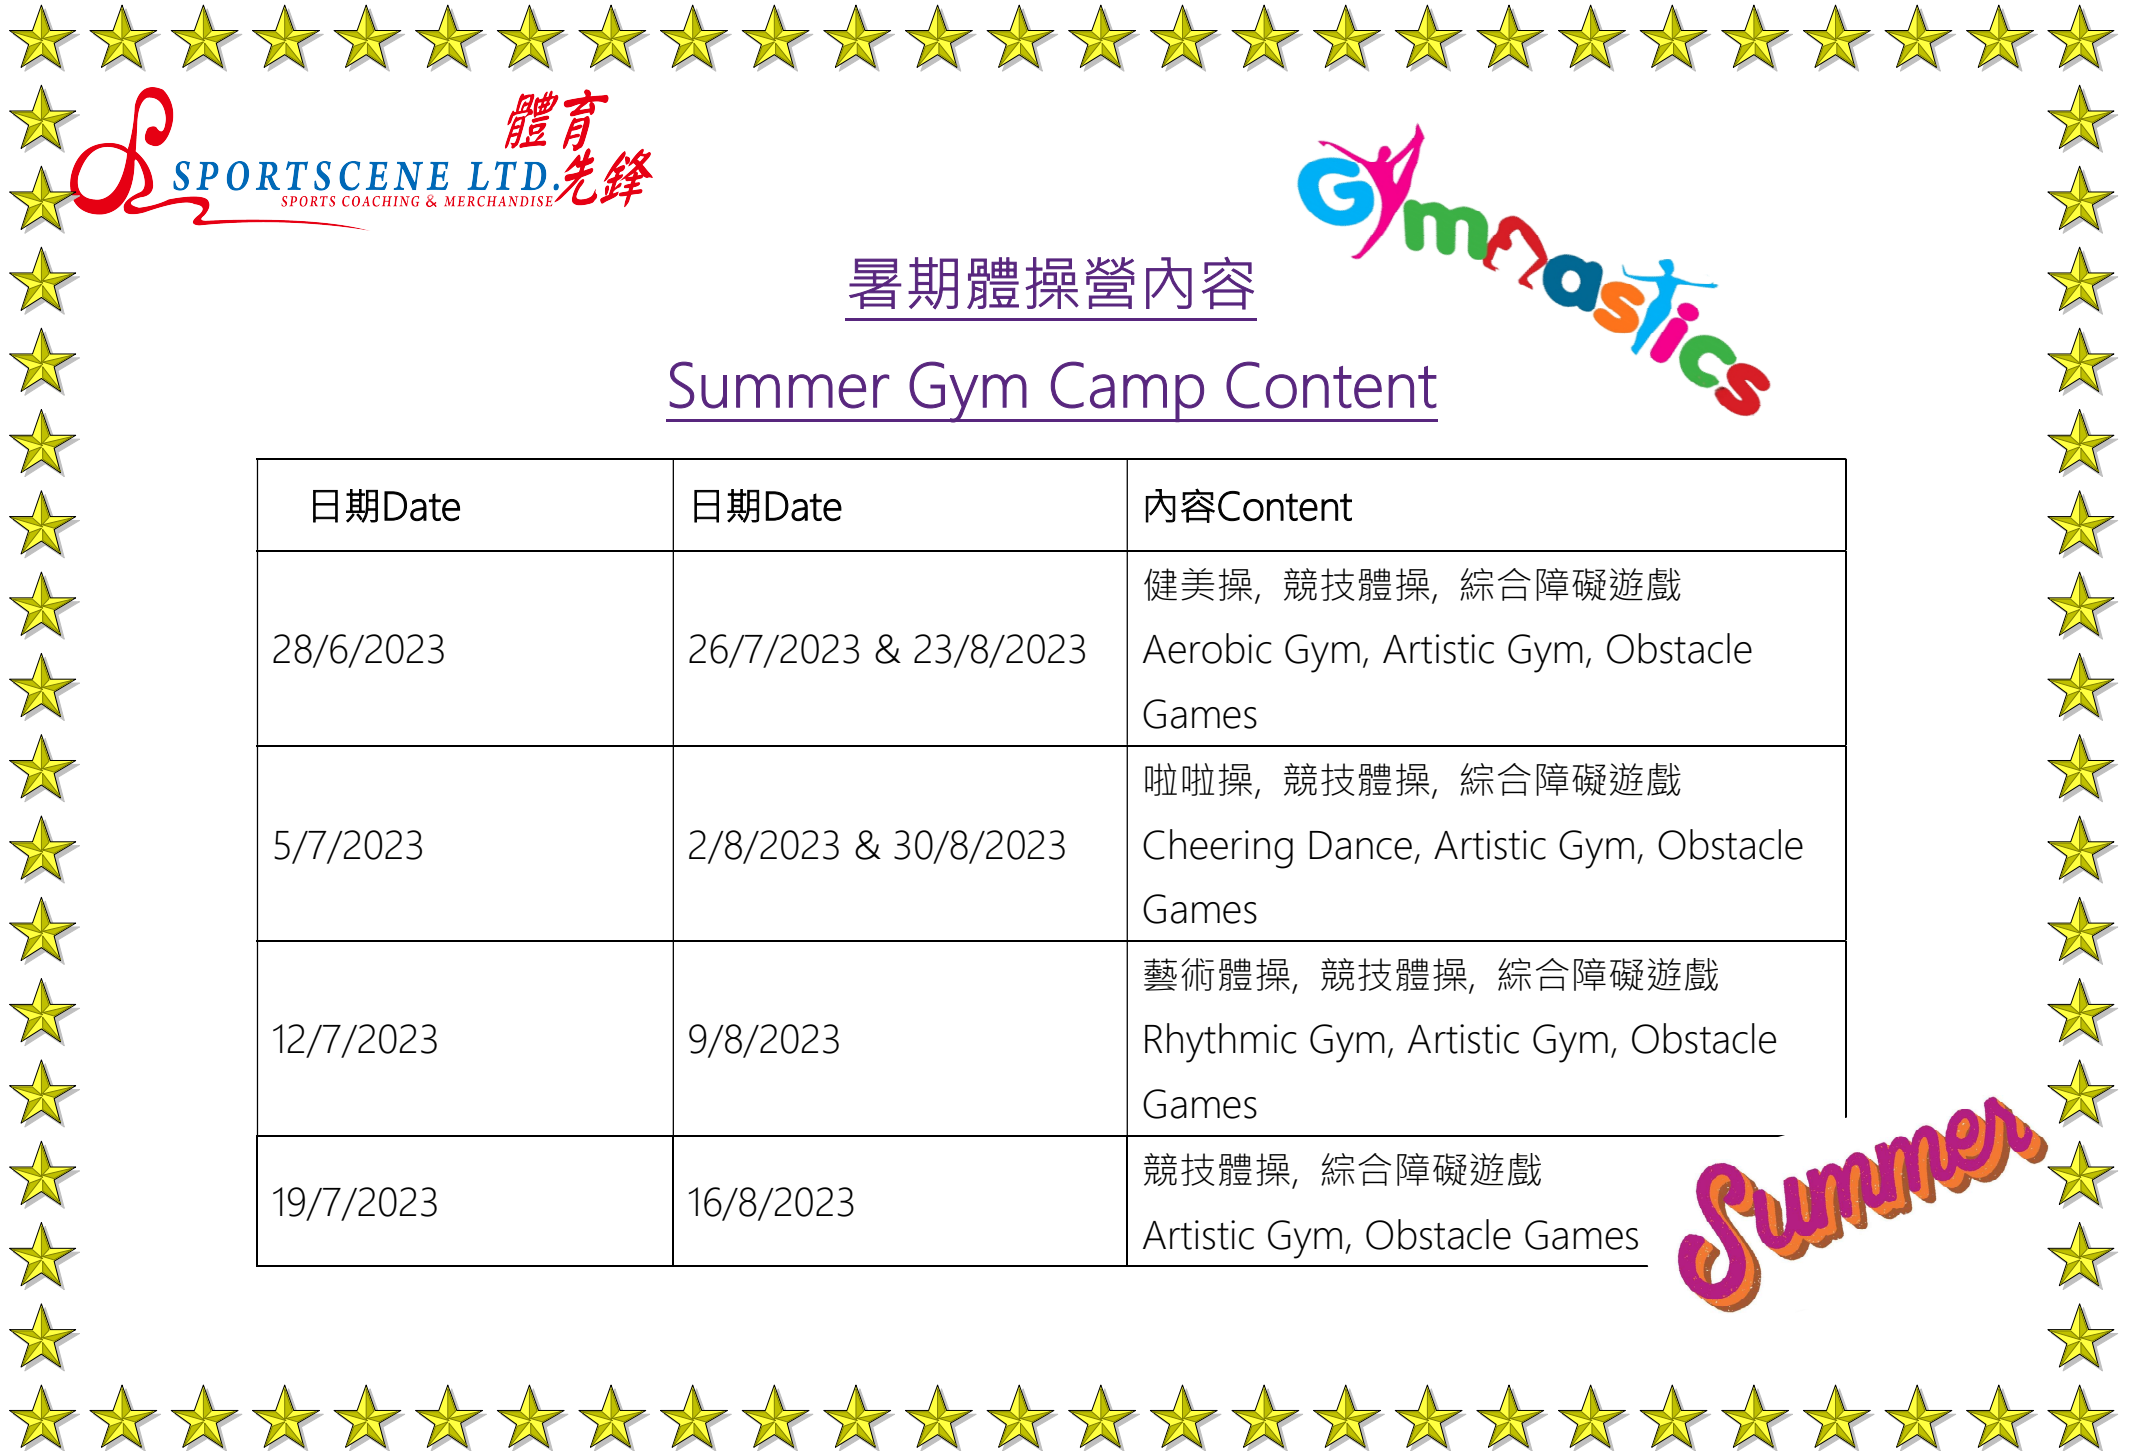 體育
先鋒
SPORTSCENE LTD.
SPORTS COACHING & MERCHANDISE
Gymnastics
暑期體操營內容
Summer Gym Camp Content
日期Date 日期Date 內容Content
健美操, 競技體操, 綜合障礙遊戲
28/6/2023 26/7/2023 & 23/8/2023 Aerobic Gym, Artistic Gym, Obstacle
Games
啦啦操, 競技體操, 綜合障礙遊戲
5/7/2023 2/8/2023 & 30/8/2023 Cheering Dance, Artistic Gym, Obstacle
Games
藝術體操, 競技體操, 綜合障礙遊戲
12/7/2023 9/8/2023 Rhythmic Gym, Artistic Gym, Obstacle
Games
競技體操, 綜合障礙遊戲
19/7/2023 16/8/2023 Artistic Gym, Obstacle Games
Summer